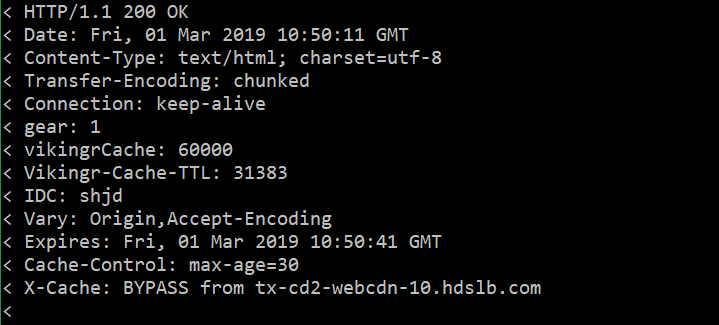 < HTTP/1.1 200 OK
< Date: Fri, 01 Mar 2019 10:50:11 GMT
< Content-Type: text/html; charset=utf-8
< Transfer-Encoding: chunked
< Connection: keep-alive
< gear: 1
< vikingrCache: 60000
< Vikingr-Cache-TTL: 31383
< IDC: shjd
< Vary: Origin,Accept-Encoding
< Expires: Fri, 01 Mar 2019 10:50:41 GMT
< Cache-Control: max-age=30
< X-Cache: BYPASS from tx-cd2-webcdn-10.hdslb.com
<